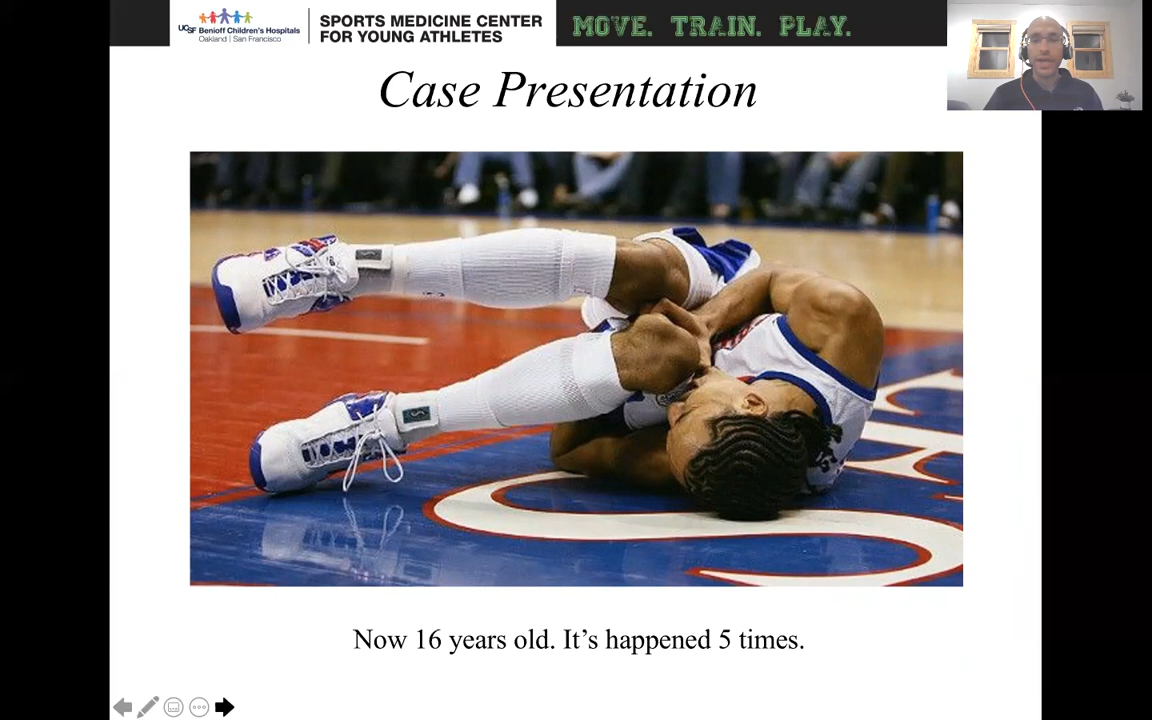 UCSF Benioff Children's Hospitals
Oakland | San Francisco
SPORTS MEDICINE CENTER
FOR YOUNG ATHLETES
MOVE. TRAIN. PLAY.
Case Presentation
S
Now 16 years old. It’s happened 5 times.